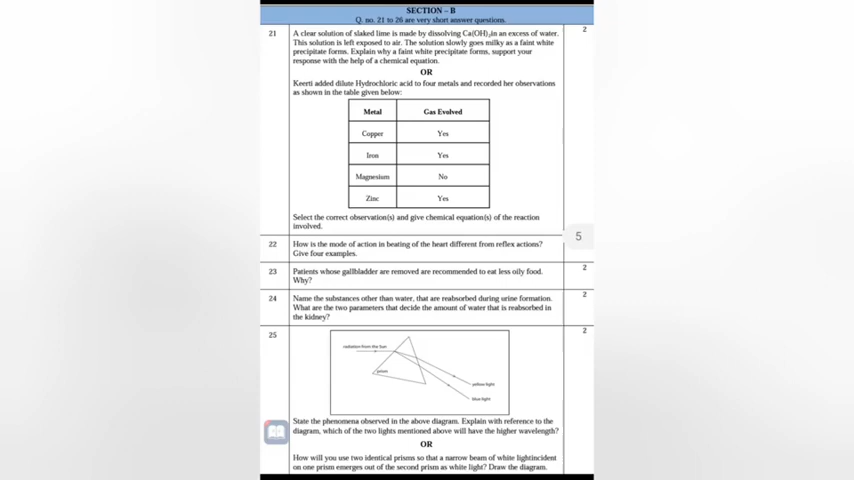 SECTION – B
Q. no. 21 to 26 are very short answer questions.
21 A clear solution of slaked lime is made by dissolving Ca(OH)₂in an excess of water. 2
This solution is left exposed to air. The solution slowly goes milky as a faint white
precipitate forms. Explain why a faint white precipitate forms, support your
response with the help of a chemical equation.
OR
Keerti added dilute Hydrochloric acid to four metals and recorded her observations
as shown in the table given below:
Metal Gas Evolved
Copper Yes
Iron Yes
Magnesium No
Zinc Yes
Select the correct observation(s) and give chemical equation(s) of the reaction
involved.
5
22 How is the mode of action in beating of the heart different from reflex actions?
Give four examples.
23 Patients whose gallbladder are removed are recommended to eat less oily food. 2
Why?
24 Name the substances other than water, that are reabsorbed during urine formation. 2
What are the two parameters that decide the amount of water that is reabsorbed in
the kidney?
25 2
radiation from the Sun
prism
yellow light
blue light
State the phenomena observed in the above diagram. Explain with reference to the
diagram, which of the two lights mentioned above will have the higher wavelength?
OR
How will you use two identical prisms so that a narrow beam of white lightincident
on one prism emerges out of the second prism as white light? Draw the diagram.